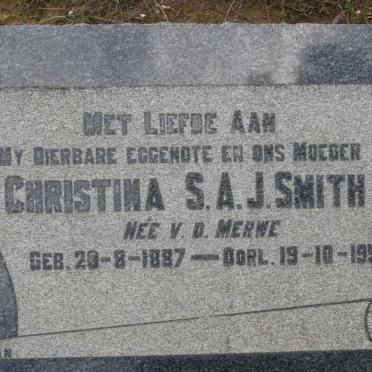 MET LIEFDE AAN
MY DIERBARE EGGENOTE EN ONS MOEDER
CHRISTINA S.A.J. SMITH
NÉE V. D. MERWE
GEB. 20-8-1887 — OORL. 19-10-195